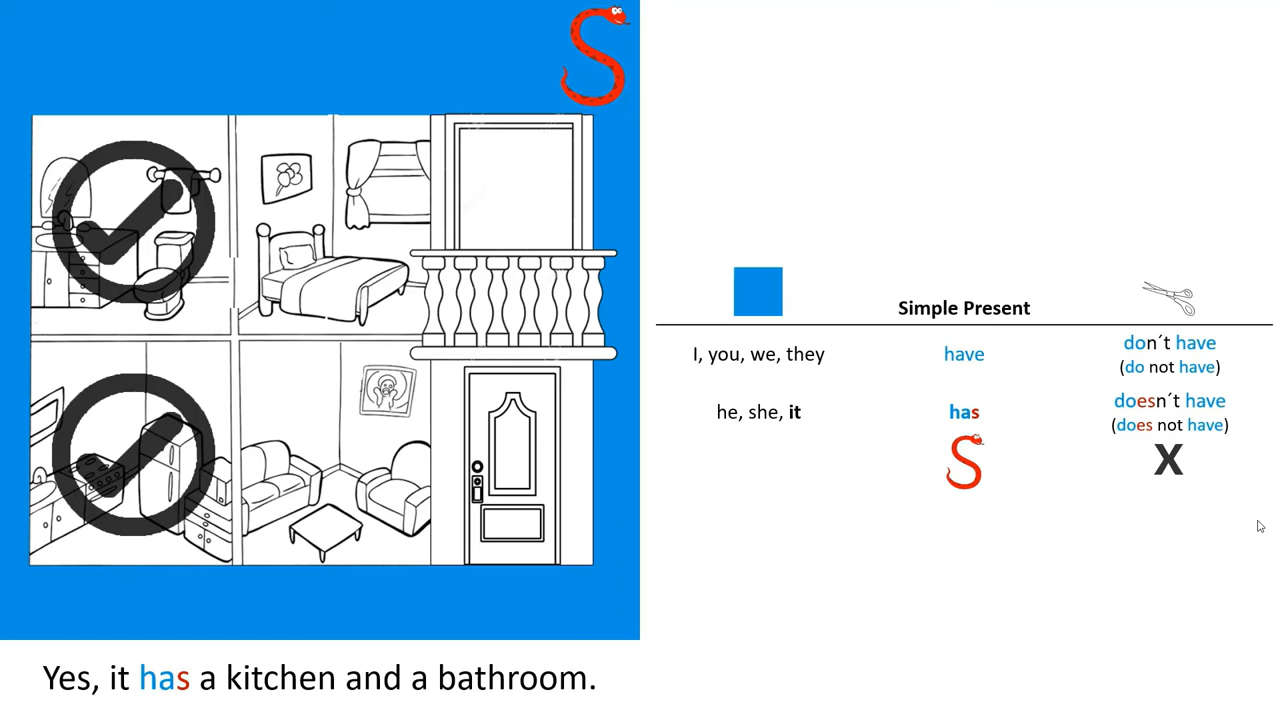 Yes, it has a kitchen and a bathroom.
Simple Present
I, you, we, they have don´t have
(do not have)
he, she, it has doesn´t have
(does not have)
X